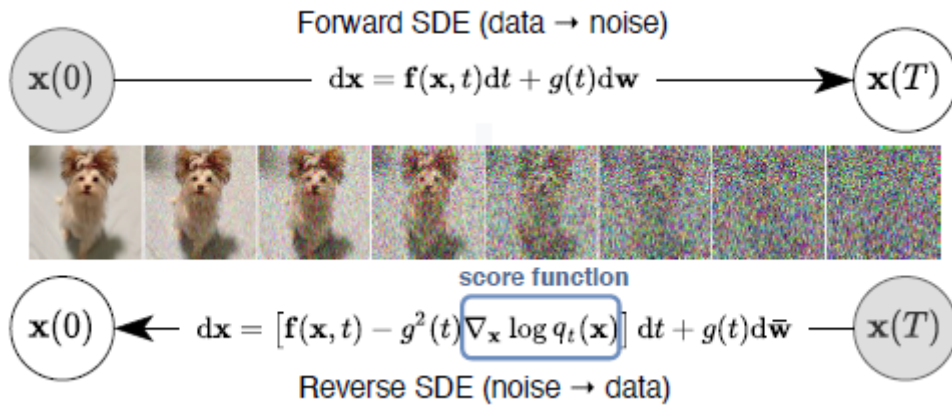 Forward SDE (data → noise)
x(0) dx = f(x, t)dt + g(t)dw x(T)
score function
x(0) dx = [f(x, t) − g²(t)∇ₓ log qₜ(x)] dt + g(t)dw̄ x(T)
Reverse SDE (noise → data)